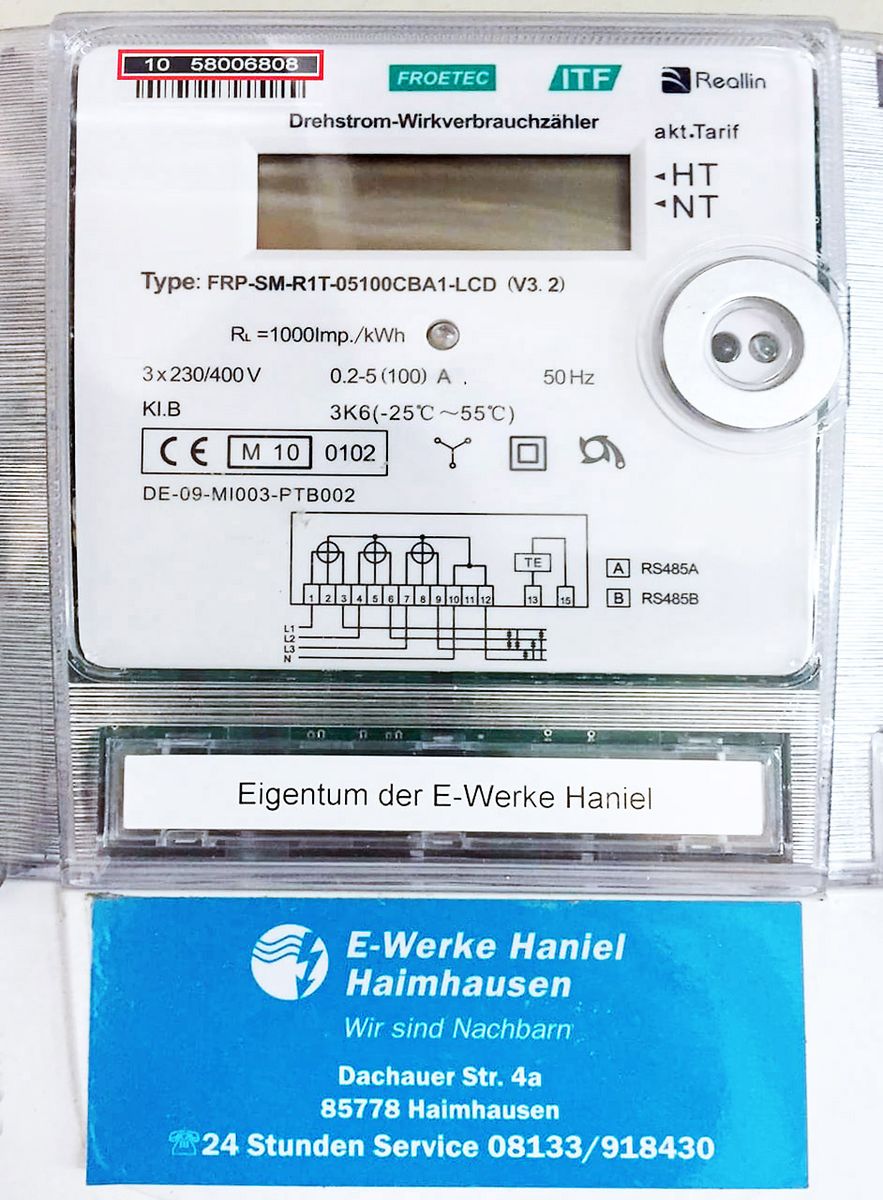 10 58006808
FROETEC ITF Reallin
Drehstrom-Wirkverbrauchzähler
akt.Tarif
◄HT
◄NT
Type: FRP-SM-R1T-05100CBA1-LCD (V3. 2)
RL =1000Imp./kWh
3x230/400V 0.2-5(100) A . 50Hz
Kl.B 3K6(-25℃～55℃)
CE M 10 0102
DE-09-MI003-PTB002
TE
A RS485A
B RS485B
1 2 3 4 5 6 7 8 9 10 11 12 13 15
L1
L2
L3
N
Eigentum der E-Werke Haniel
E-Werke Haniel
Haimhausen
Wir sind Nachbarn
Dachauer Str. 4a
85778 Haimhausen
☎24 Stunden Service 08133/918430